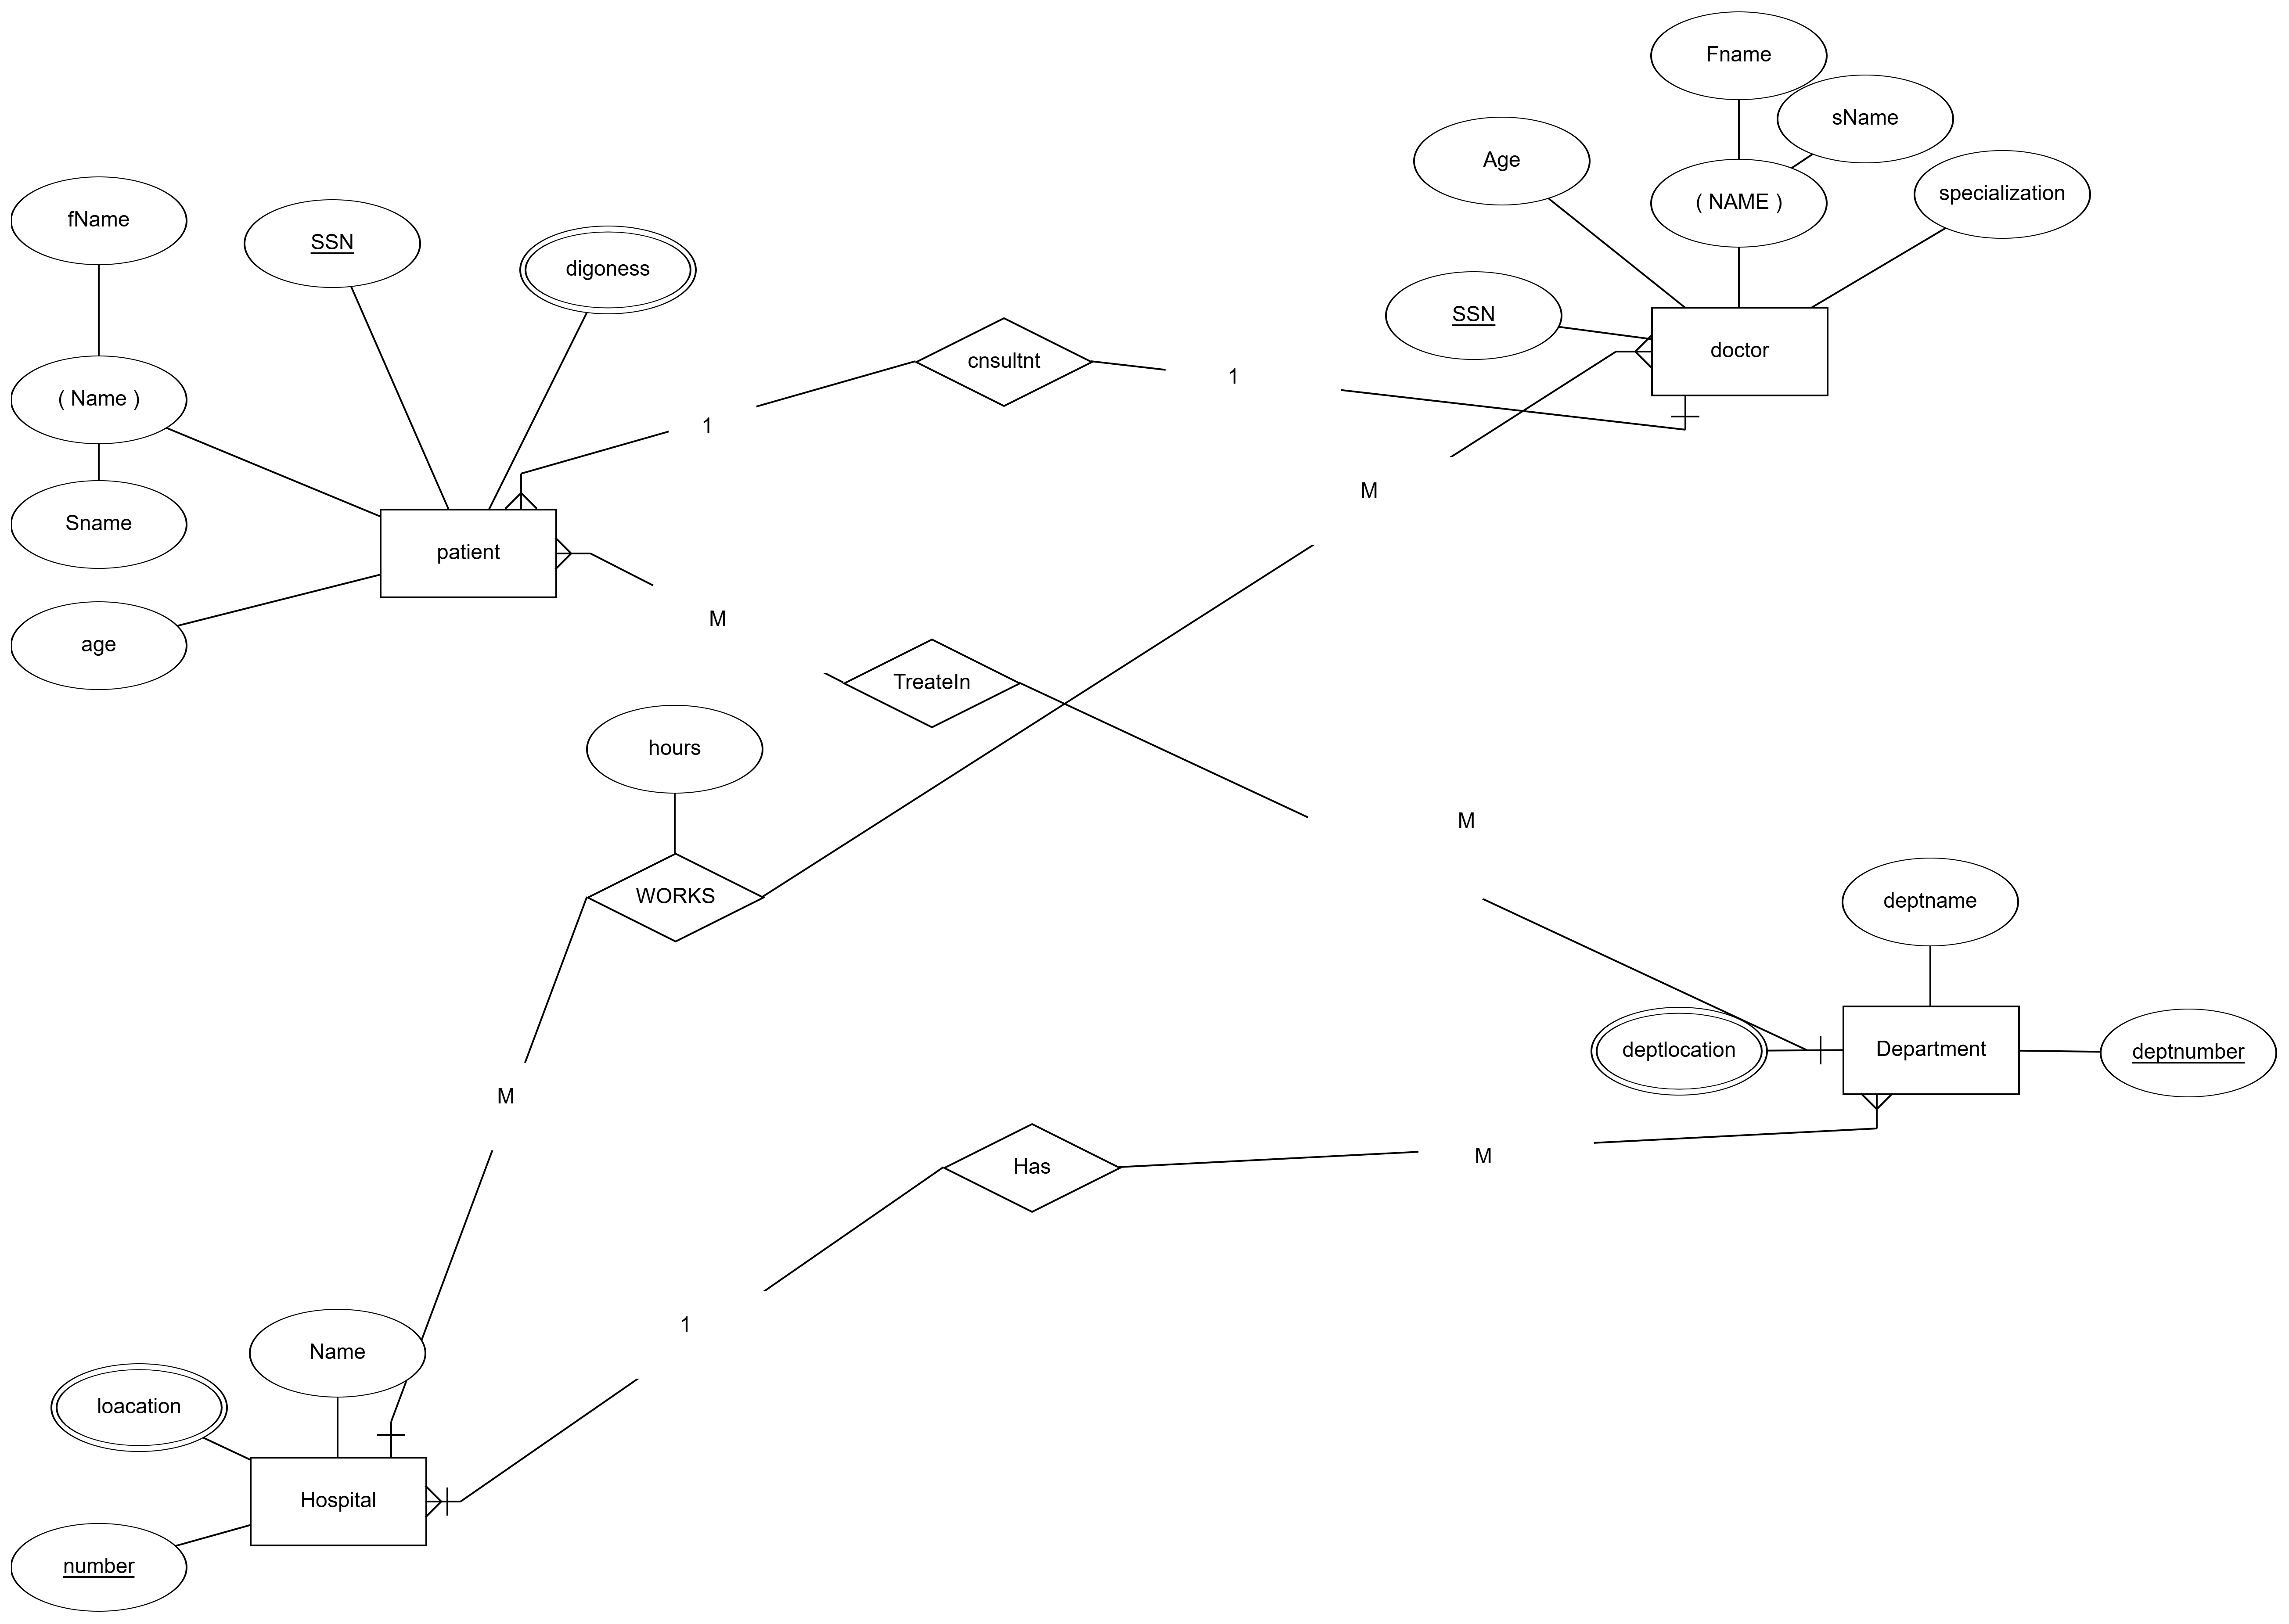 Fname
sName
Age
( NAME )
specialization
fName
SSN
digoness
SSN
doctor
cnsultnt
1
1
( Name )
M
Sname
patient
M
age
TreateIn
hours
M
WORKS
deptname
deptlocation
Department
deptnumber
M
Has
M
1
Name
loacation
Hospital
number